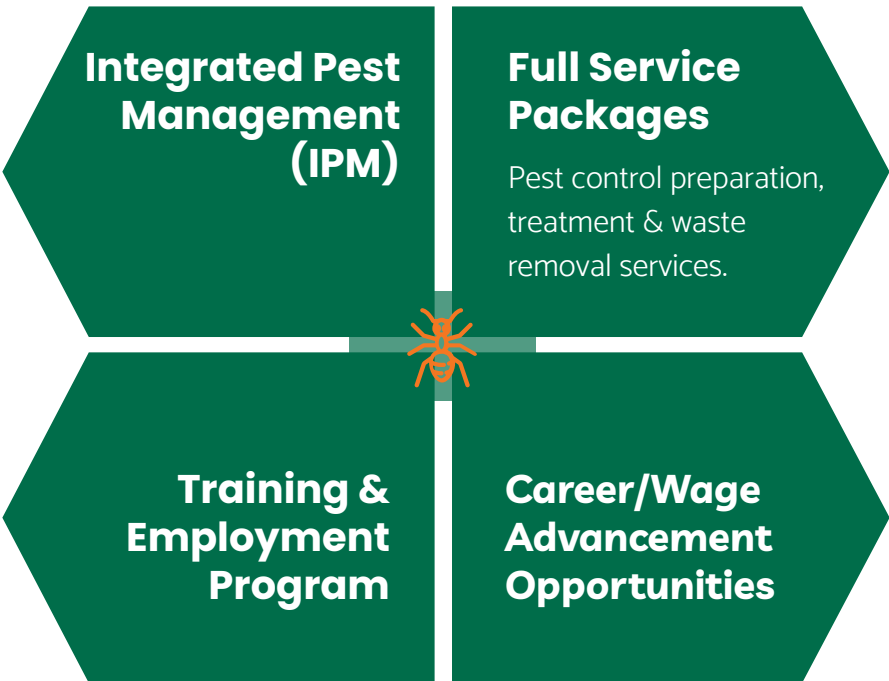 Integrated Pest
Management
(IPM)
Full Service
Packages
Pest control preparation,
treatment & waste
removal services.
Training &
Employment
Program
Career/Wage
Advancement
Opportunities